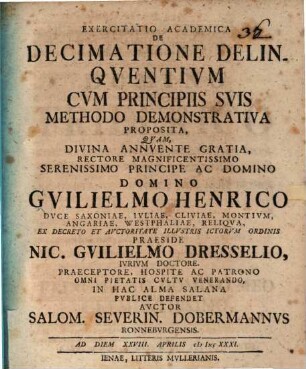 EXERCITATIO ACADEMICA
DE
DECIMATIONE DELIN-
QVENTIVM
CVM PRINCIPIIS SVIS
METHODO DEMONSTRATIVA
PROPOSITA,
QVAM,
DIVINA ANNVENTE GRATIA,
RECTORE MAGNIFICENTISSIMO
SERENISSIMO PRINCIPE AC DOMINO
DOMINO
GVILIELMO HENRICO
DVCE SAXONIAE, IVLIAE, CLIVIAE, MONTIVM,
ANGARIAE, WESTPHALIAE, RELIQVA,
EX DECRETO ET AVCTORITATE ILLVSTRIS ICTORVM ORDINIS
PRAESIDE
NIC. GVILIELMO DRESSELIO,
IVRIVM DOCTORE,
PRAECEPTORE, HOSPITE AC PATRONO
OMNI PIETATIS CVLTV VENERANDO,
IN HAC ALMA SALANA
PVBLICE DEFENDET
AVCTOR
SALOM. SEVERIN. DOBERMANNVS
RONNEBVRGENSIS.
AD DIEM XXVIII. APRILIS cIɔ Iɔcc XXXI.
IENAE, LITTERIS MVLLERIANIS.